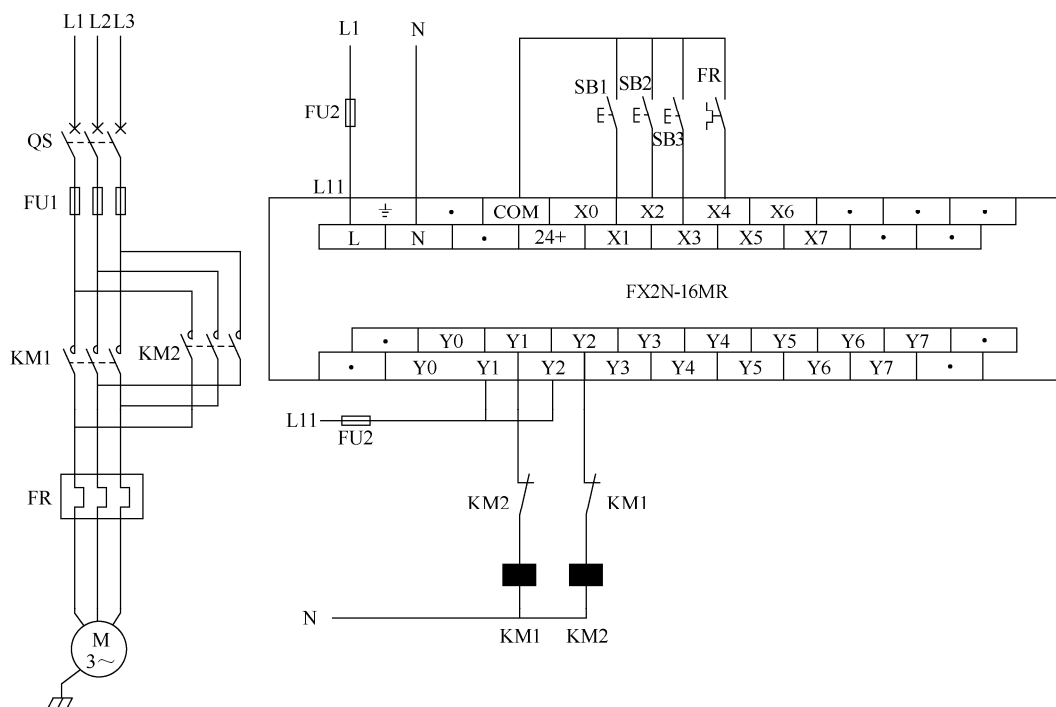 L1 L2 L3
QS
FU1
KM1
KM2
FR
M
3～
L1
N
FU2
L11
SB1
SB2
SB3
FR
COM X0 X2 X4 X6
L N 24+ X1 X3 X5 X7
FX2N-16MR
Y0 Y1 Y2 Y3 Y4 Y5 Y6 Y7
Y0 Y1 Y2 Y3 Y4 Y5 Y6 Y7
L11
FU2
KM2
KM1
N
KM1
KM2